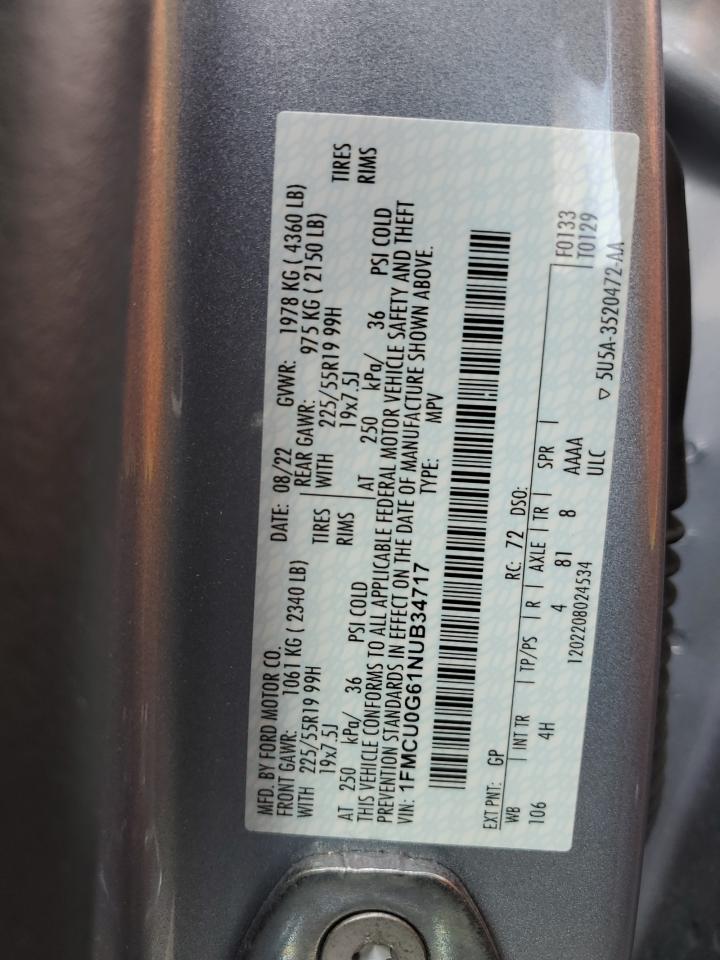 MFD. BY FORD MOTOR CO. DATE: 08/22 GVWR: 1978 KG ( 4360 LB)
FRONT GAWR: 1061 KG ( 2340 LB) REAR GAWR: 975 KG ( 2150 LB)
WITH 225/55R19 99H TIRES WITH 225/55R19 99H TIRES
19x7.5J RIMS 19x7.5J RIMS
AT 250 kPa/ 36 PSI COLD AT 250 kPa/ 36 PSI COLD
THIS VEHICLE CONFORMS TO ALL APPLICABLE FEDERAL MOTOR VEHICLE SAFETY AND THEFT
PREVENTION STANDARDS IN EFFECT ON THE DATE OF MANUFACTURE SHOWN ABOVE.
VIN: 1FMCU0G61NUB34717 TYPE: MPV
EXT PNT: GP RC: 72 DSO: F0133
WB INT TR TP/PS R AXLE TR SPR T0129
106 4H 4 81 8 AAAA
1202208024534 ULC
▽ 5U5A-3520472-AA